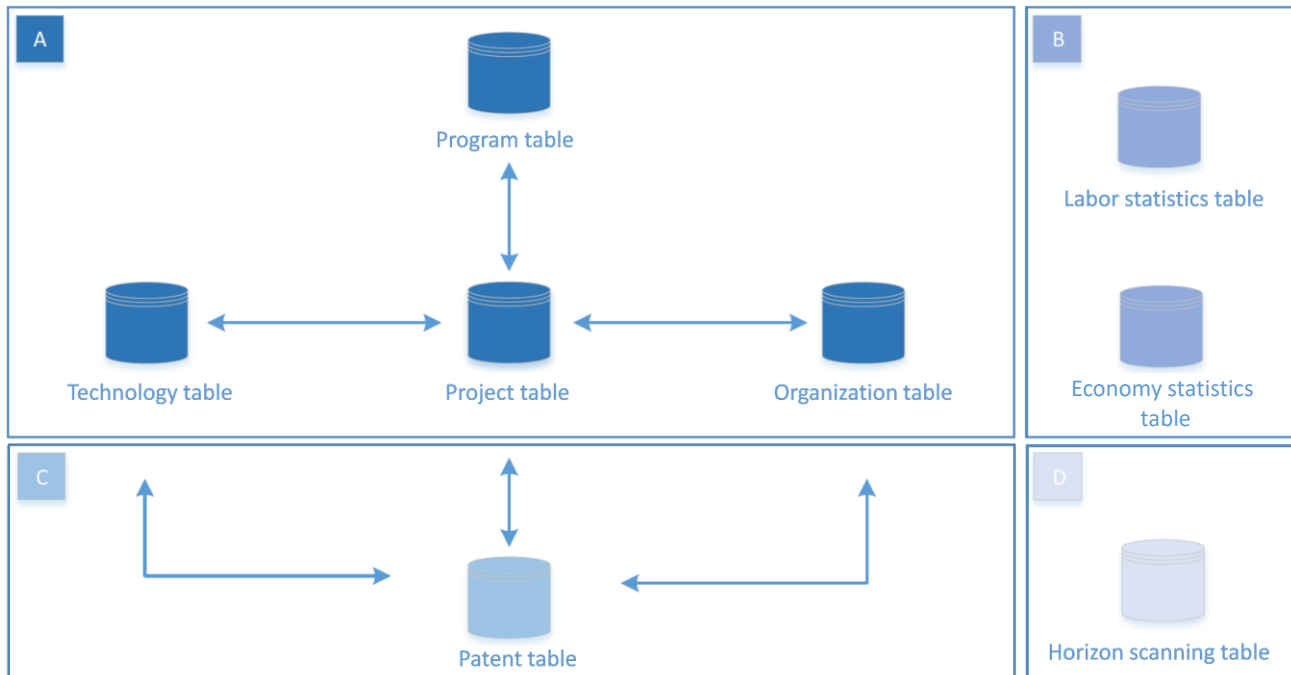 A
Program table
Technology table
Project table
Organization table
B
Labor statistics table
Economy statistics
table
C
Patent table
D
Horizon scanning table